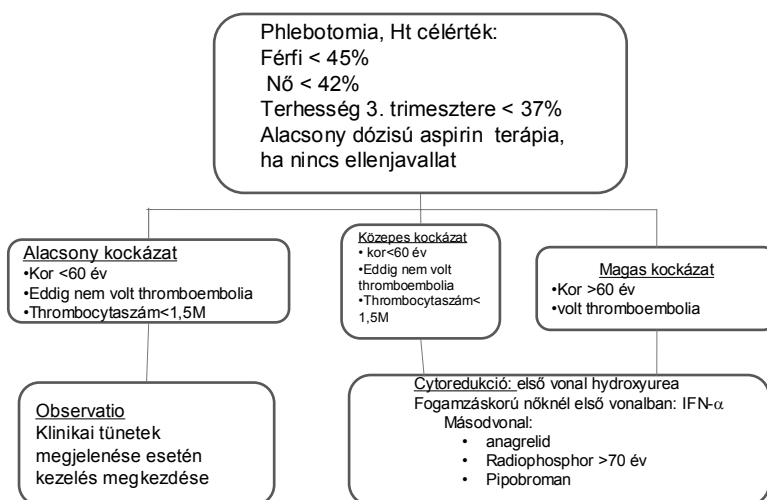 Phlebotomia, Ht célérték:
Férfi < 45%
Nő < 42%
Terhesség 3. trimesztere < 37%
Alacsony dózisú aspirin terápia,
ha nincs ellenjavallat
Alacsony kockázat
•Kor <60 év
•Eddig nem volt thromboembolia
•Thrombocytaszám<1,5M
Közepes kockázat
• kor<60 év
•Eddig nem volt
thromboembolia
•Thrombocytaszám<
1,5M
Magas kockázat
•Kor >60 év
•volt thromboembolia
Observatio
Klinikai tünetek
megjelenése esetén
kezelés megkezdése
Cytoredukció: első vonal hydroxyurea
Fogamzáskorú nőknél első vonalban: IFN-α
Másodvonal:
• anagrelid
• Radiophosphor >70 év
• Pipobroman